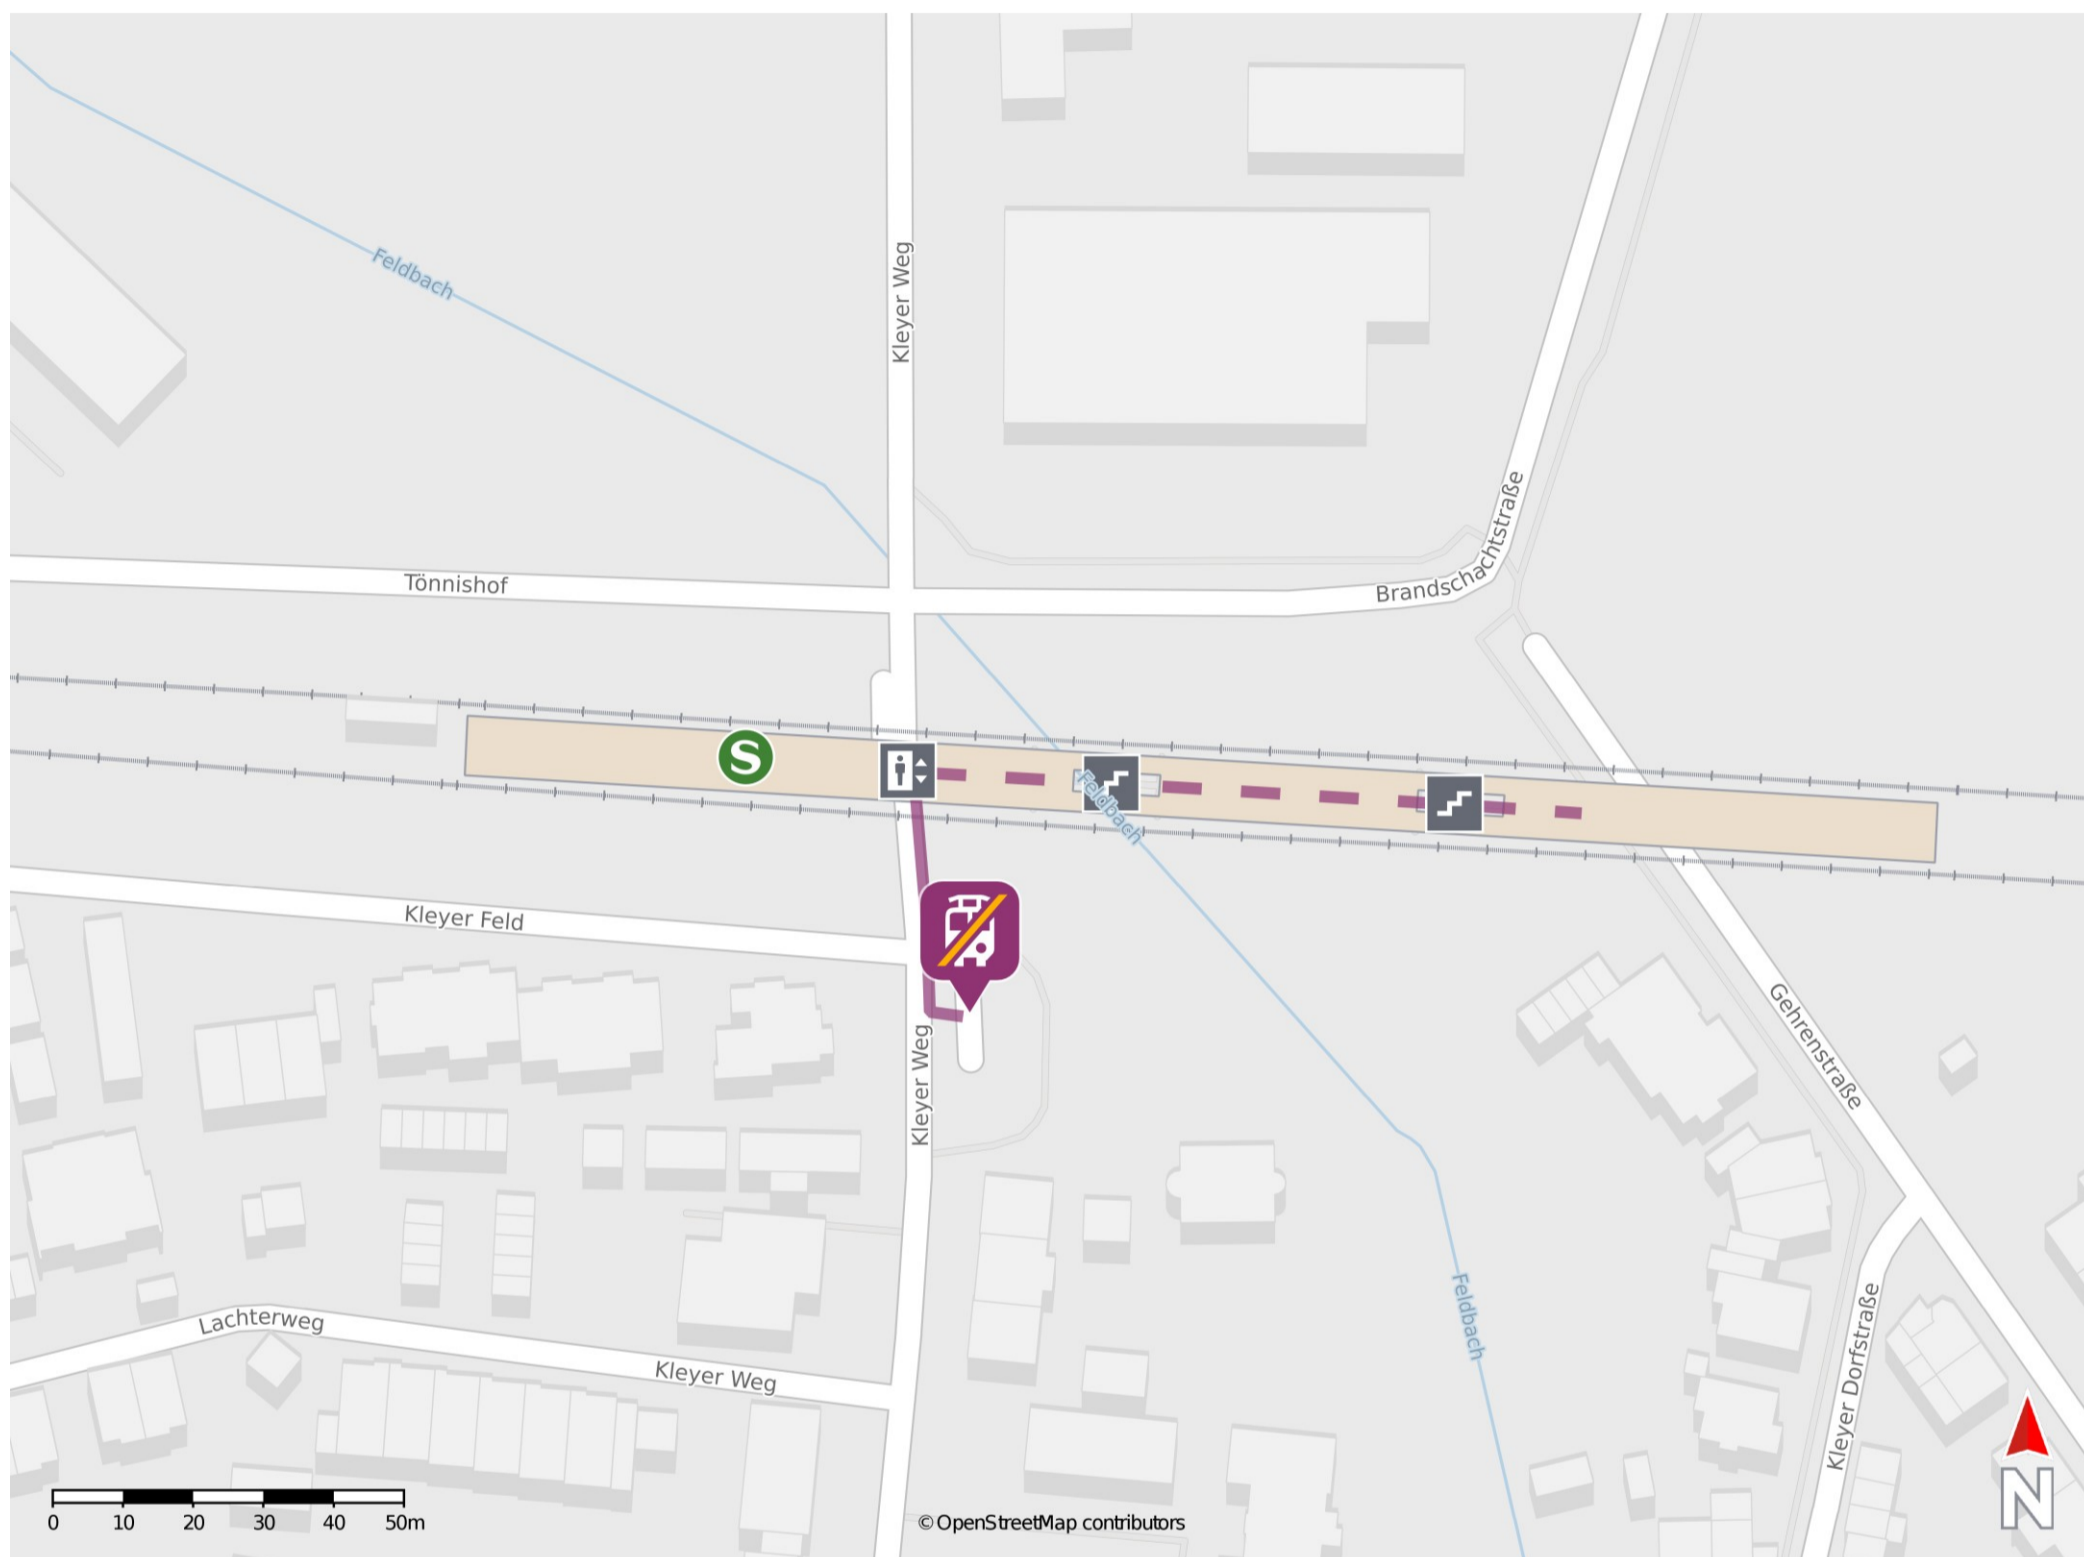 Feldbach
Kleyer Weg
Brandschachtstraße
Tönnishof
S
Feldbach
Kleyer Feld
Gehrenstraße
Kleyer Weg
Lachterweg
Kleyer Weg
Feldbach
Kleyer Dorfstraße
N
0 10 20 30 40 50m
© OpenStreetMap contributors